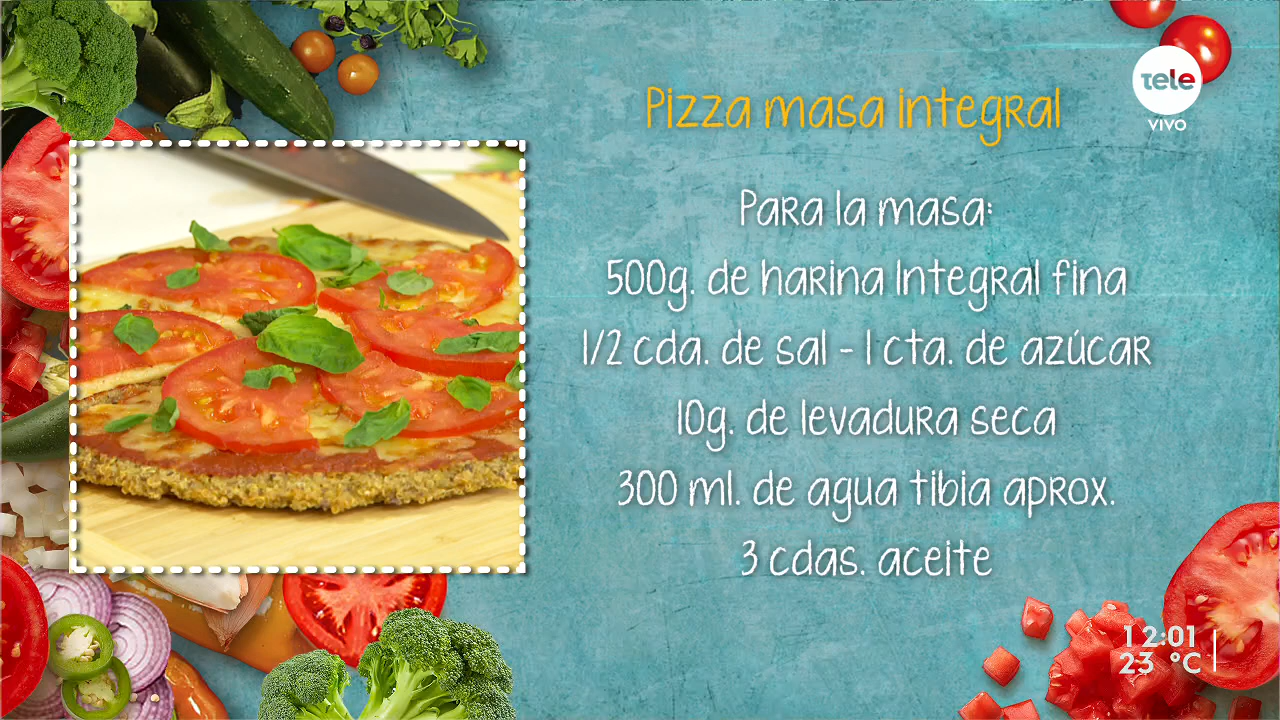 tele
VIVO
Pizza masa integral
Para la masa:
500g. de harina Integral fina
1/2 cda. de sal - 1 cta. de azúcar
10g. de levadura seca
300 ml. de agua tibia aprox.
3 cdas. aceite
12:01
23 °C